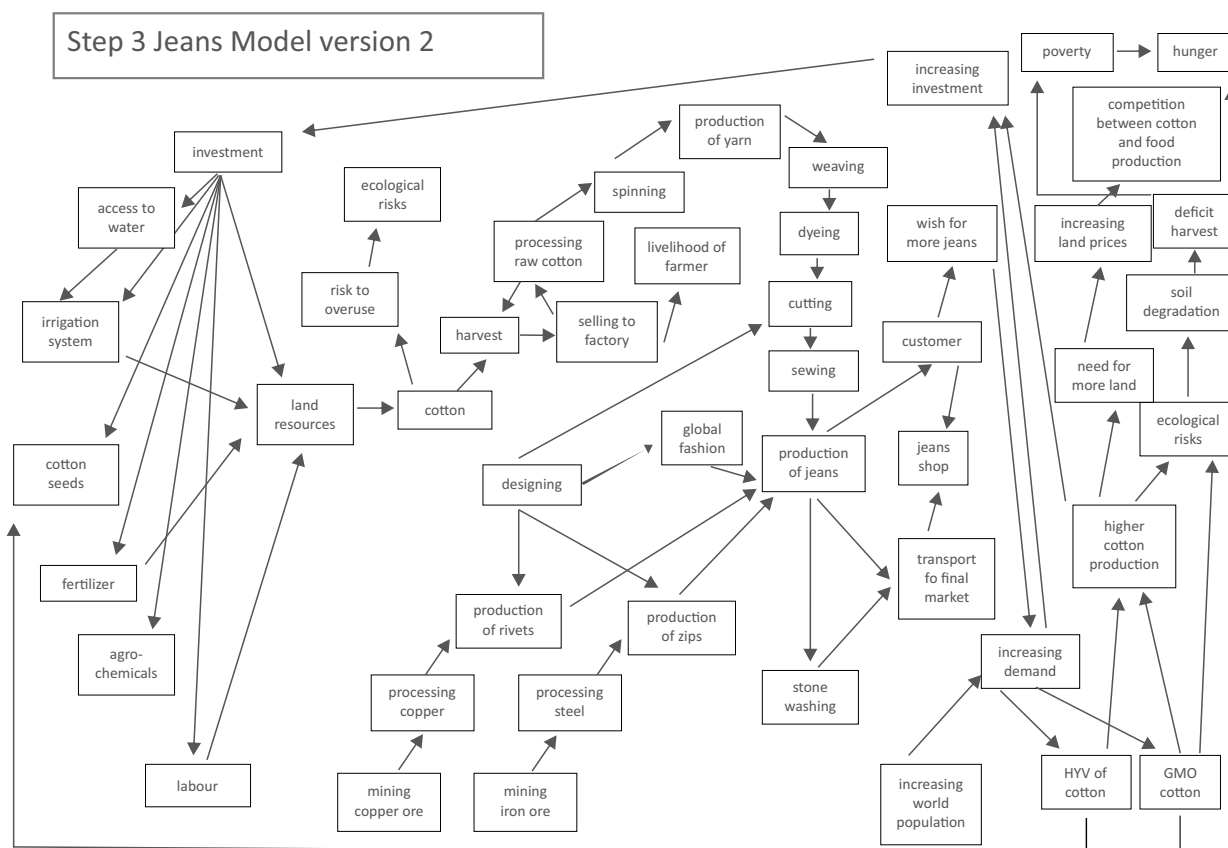 Step 3 Jeans Model version 2
poverty
hunger
increasing
investment
competition
between cotton
and food
production
production
of yarn
investment
weaving
ecological
risks
spinning
access to
water
wish for
more jeans
increasing
land prices
deficit
harvest
dyeing
processing
raw cotton
livelihood of
farmer
risk to
overuse
soil
degradation
cutting
irrigation
system
harvest
selling to
factory
customer
sewing
need for
more land
land
resources
cotton
ecological
risks
global
fashion
production
of jeans
jeans
shop
cotton
seeds
designing
higher
cotton
production
transport
fo final
market
fertilizer
production
of rivets
production
of zips
agro-
chemicals
increasing
demand
processing
copper
processing
steel
stone
washing
labour
mining
copper ore
mining
iron ore
increasing
world
population
HYV of
cotton
GMO
cotton